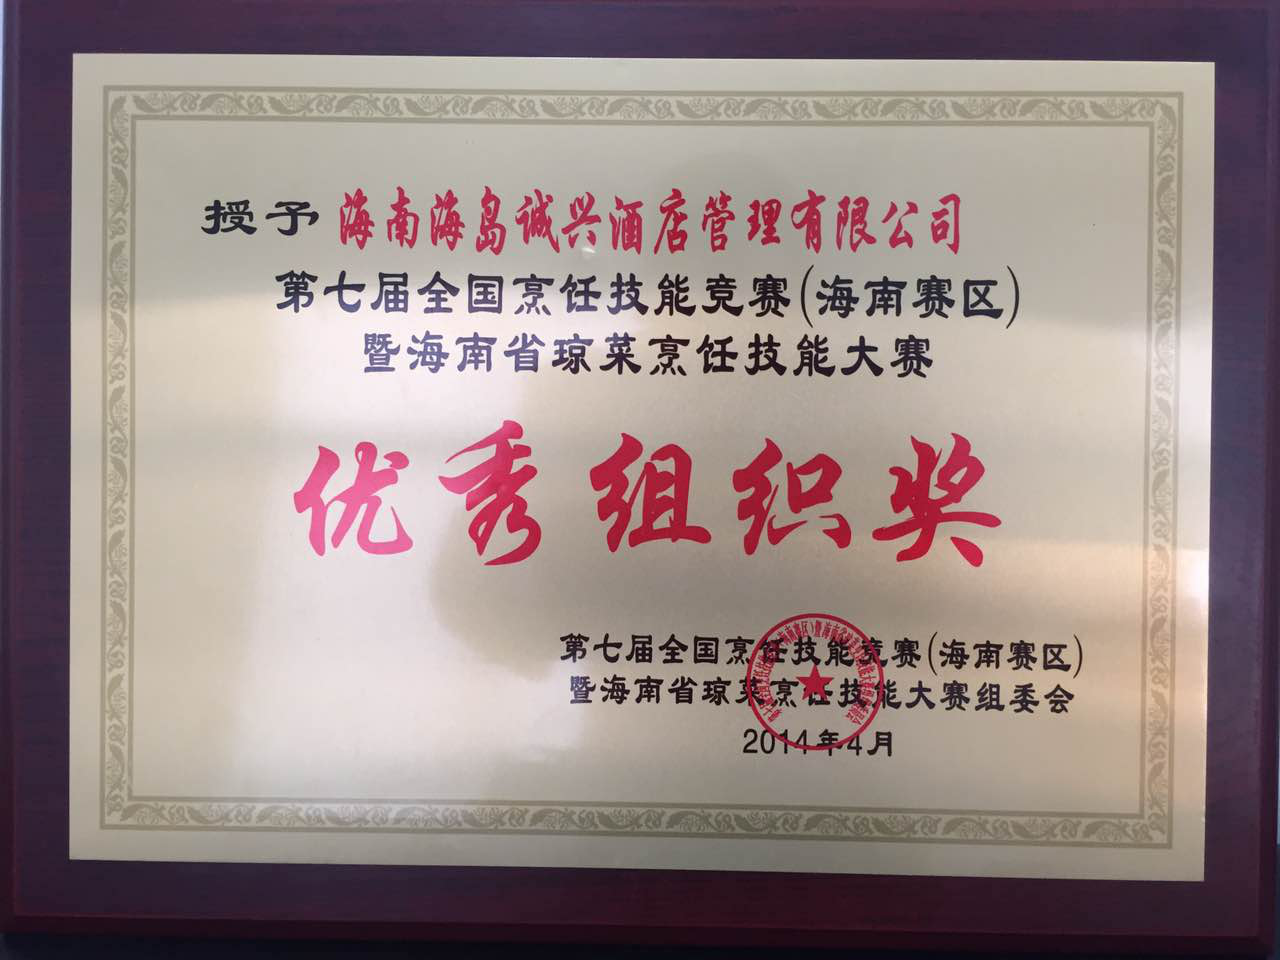 授予 海南海岛诚兴酒店管理有限公司
第七届全国烹饪技能竞赛(海南赛区)
暨海南省琼菜烹饪技能大赛
优秀组织奖
第七届全国烹饪技能竞赛(海南赛区)
暨海南省琼菜烹饪技能大赛组委会
2014年4月